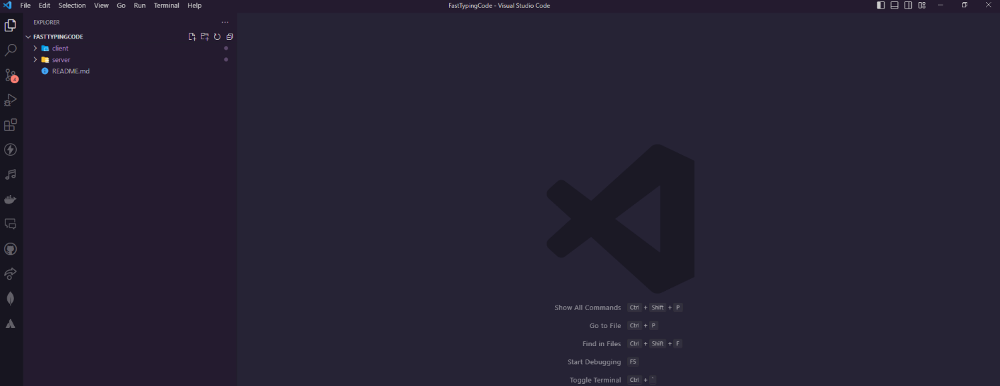 File Edit Selection View Go Run Terminal Help
FastTypingCode - Visual Studio Code
EXPLORER
FASTTYPINGCODE
client
server
README.md
4
Show All Commands Ctrl + Shift + P
Go to File Ctrl + P
Find in Files Ctrl + Shift + F
Start Debugging F5
Toggle Terminal Ctrl + `